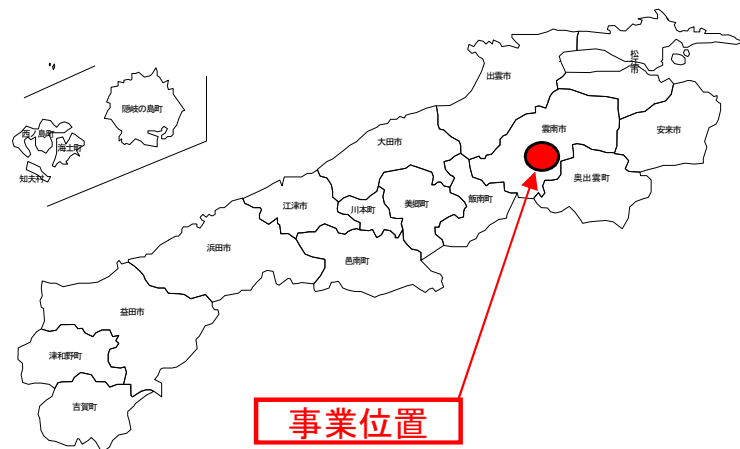 松江市
出雲市
隠岐の島町
西ノ島町
海士町
知夫村
雲南市
安来市
大田市
奥出雲町
飯南町
美郷町
川本町
江津市
浜田市
邑南町
益田市
津和野町
吉賀町
事業位置